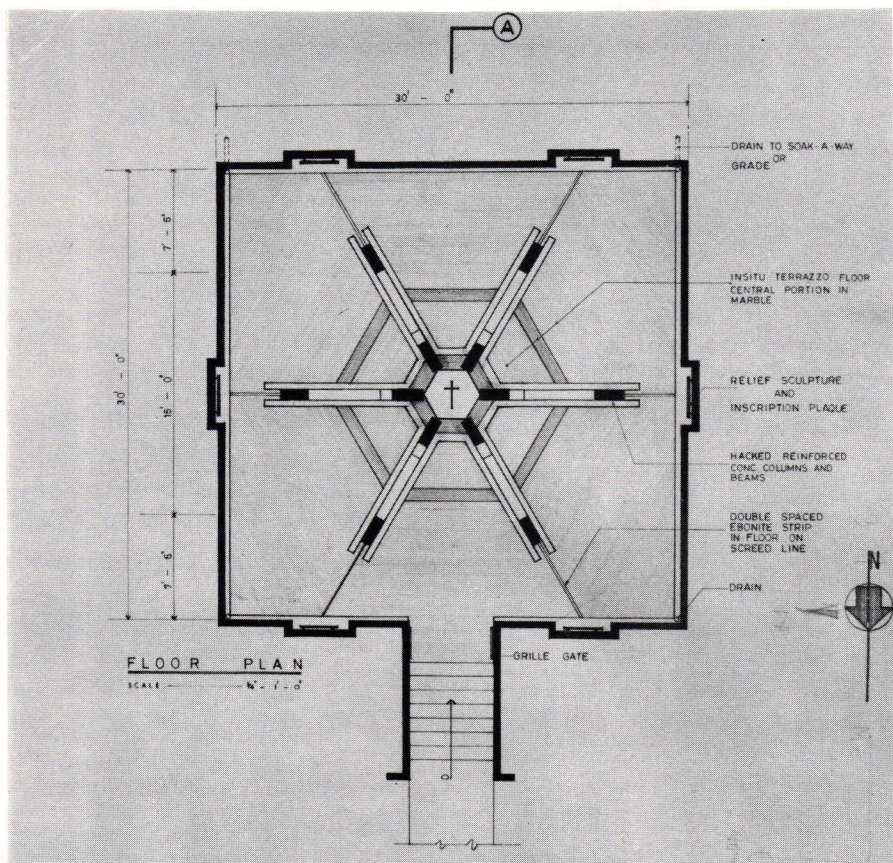 A
30' - 0"
DRAIN TO SOAK-A-WAY
OR
GRADE
7' - 6"
INSITU TERRAZZO FLOOR
CENTRAL PORTION IN
MARBLE
30' - 0"
15' - 0"
RELIEF SCULPTURE
AND
INSCRIPTION PLAQUE
HACKED REINFORCED
CONC. COLUMNS AND
BEAMS
DOUBLE SPACED
EBONITE STRIP
IN FLOOR ON
SCREED LINE
7' - 6"
N
DRAIN
GRILLE GATE
FLOOR PLAN
SCALE
D